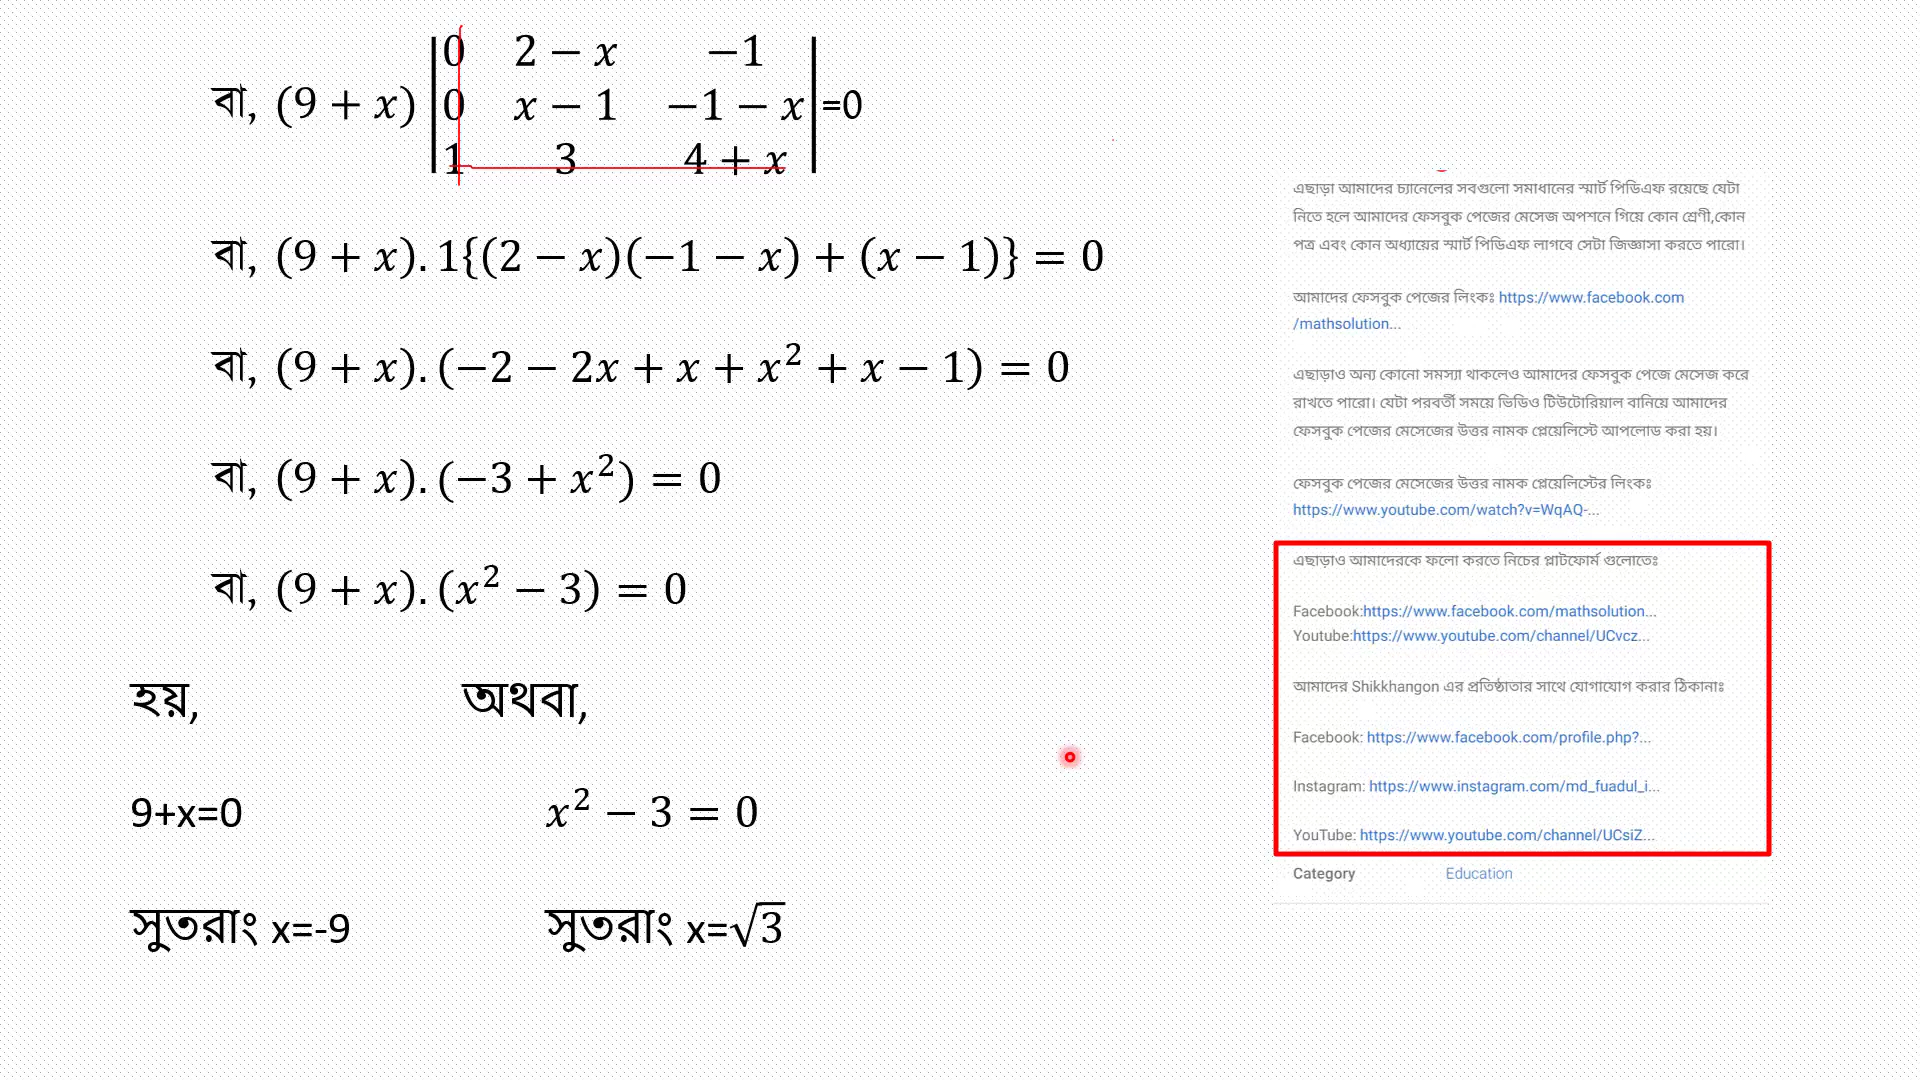 বা, (9 + x) |0 2 − x −1|
|0 x − 1 −1 − x| =0
|1 3 4 + x|
বা, (9 + x). 1{(2 − x)(−1 − x) + (x − 1)} = 0
বা, (9 + x). (−2 − 2x + x + x² + x − 1) = 0
বা, (9 + x). (−3 + x²) = 0
বা, (9 + x). (x² − 3) = 0
হয়, অথবা,
9+x=0 x² − 3 = 0
সুতরাং x=-9 সুতরাং x=√3
এছাড়া আমাদের চ্যানেলের সবগুলো সমাধানের স্মার্ট পিডিএফ রয়েছে যেটা
নিতে হলে আমাদের ফেসবুক পেজের মেসেজ অপশনে গিয়ে কোন শ্রেণী,কোন
পত্র এবং কোন অধ্যায়ের স্মার্ট পিডিএফ লাগবে সেটা জিজ্ঞাসা করতে পারো।
আমাদের ফেসবুক পেজের লিংকঃ https://www.facebook.com
/mathsolution...
এছাড়াও অন্য কোনো সমস্যা থাকলেও আমাদের ফেসবুক পেজে মেসেজ করে
রাখতে পারো। যেটা পরবর্তী সময়ে ভিডিও টিউটোরিয়াল বানিয়ে আমাদের
ফেসবুক পেজের মেসেজের উত্তর নামক প্লেয়েলিস্টে আপলোড করা হয়।
ফেসবুক পেজের মেসেজের উত্তর নামক প্লেয়েলিস্টের লিংকঃ
https://www.youtube.com/watch?v=WqAQ-...
এছাড়াও আমাদেরকে ফলো করতে নিচের প্লাটফোর্ম গুলোতেঃ
Facebook:https://www.facebook.com/mathsolution...
Youtube:https://www.youtube.com/channel/UCvcz...
আমাদের Shikkhangon এর প্রতিষ্ঠাতার সাথে যোগাযোগ করার ঠিকানাঃ
Facebook: https://www.facebook.com/profile.php?...
Instagram: https://www.instagram.com/md_fuadul_i...
YouTube: https://www.youtube.com/channel/UCsiZ...
Category Education